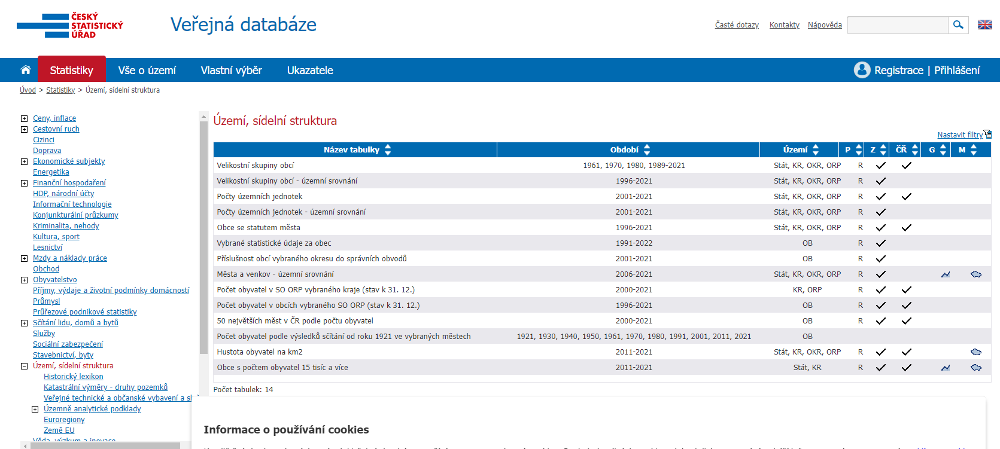 ČESKÝ
STATISTICKÝ
ÚŘAD
Veřejná databáze
Časté dotazy Kontakty Nápověda
Statistiky Vše o území Vlastní výběr Ukazatele Registrace | Přihlášení
Úvod > Statistiky > Území, sídelní struktura
Ceny, inflace
Cestovní ruch
Cizinci
Doprava
Ekonomické subjekty
Energetika
Finanční hospodaření
HDP, národní účty
Informační technologie
Konjunkturální průzkumy
Kriminalita, nehody
Kultura, sport
Lesnictví
Mzdy a náklady práce
Obchod
Obyvatelstvo
Příjmy, výdaje a životní podmínky domácností
Průmysl
Průřezové podnikové statistiky
Sčítání lidu, domů a bytů
Služby
Sociální zabezpečení
Stavebnictví, byty
Území, sídelní struktura
Historický lexikon
Katastrální výměry - druhy pozemků
Veřejné technické a občanské vybavení a
Územně analytické podklady
Euroregiony
Země EU
Věda, výzkum a inovace
Území, sídelní struktura
Nastavit filtry
Název tabulky Období Území P Z ČŘ G M
Velikostní skupiny obcí 1961, 1970, 1980, 1989-2021 Stát, KR, OKR, ORP R
Velikostní skupiny obcí - územní srovnání 1996-2021 Stát, KR, OKR, ORP R
Počty územních jednotek 2001-2021 Stát, KR, OKR, ORP R
Počty územních jednotek - územní srovnání 2001-2021 Stát, KR, OKR, ORP R
Obce se statutem města 1996-2021 Stát, KR, OKR, ORP R
Vybrané statistické údaje za obec 1991-2022 OB R
Příslušnost obcí vybraného okresu do správních obvodů 2001-2021 OB R
Města a venkov - územní srovnání 2006-2021 Stát, KR, OKR, ORP R
Počet obyvatel v SO ORP vybraného kraje (stav k 31. 12.) 2000-2021 KR, ORP R
Počet obyvatel v obcích vybraného SO ORP (stav k 31. 12.) 1996-2021 OB R
50 největších měst v ČR podle počtu obyvatel 2000-2021 OB R
Počet obyvatel podle výsledků sčítání od roku 1921 ve vybraných městech 1921, 1930, 1940, 1950, 1961, 1970, 1980, 1991, 2001, 2011, 2021 OB
Hustota obyvatel na km2 2011-2021 Stát, KR, OKR, ORP R
Obce s počtem obyvatel 15 tisíc a více 2011-2021 Stát, KR R
Počet tabulek: 14
Informace o používání cookies